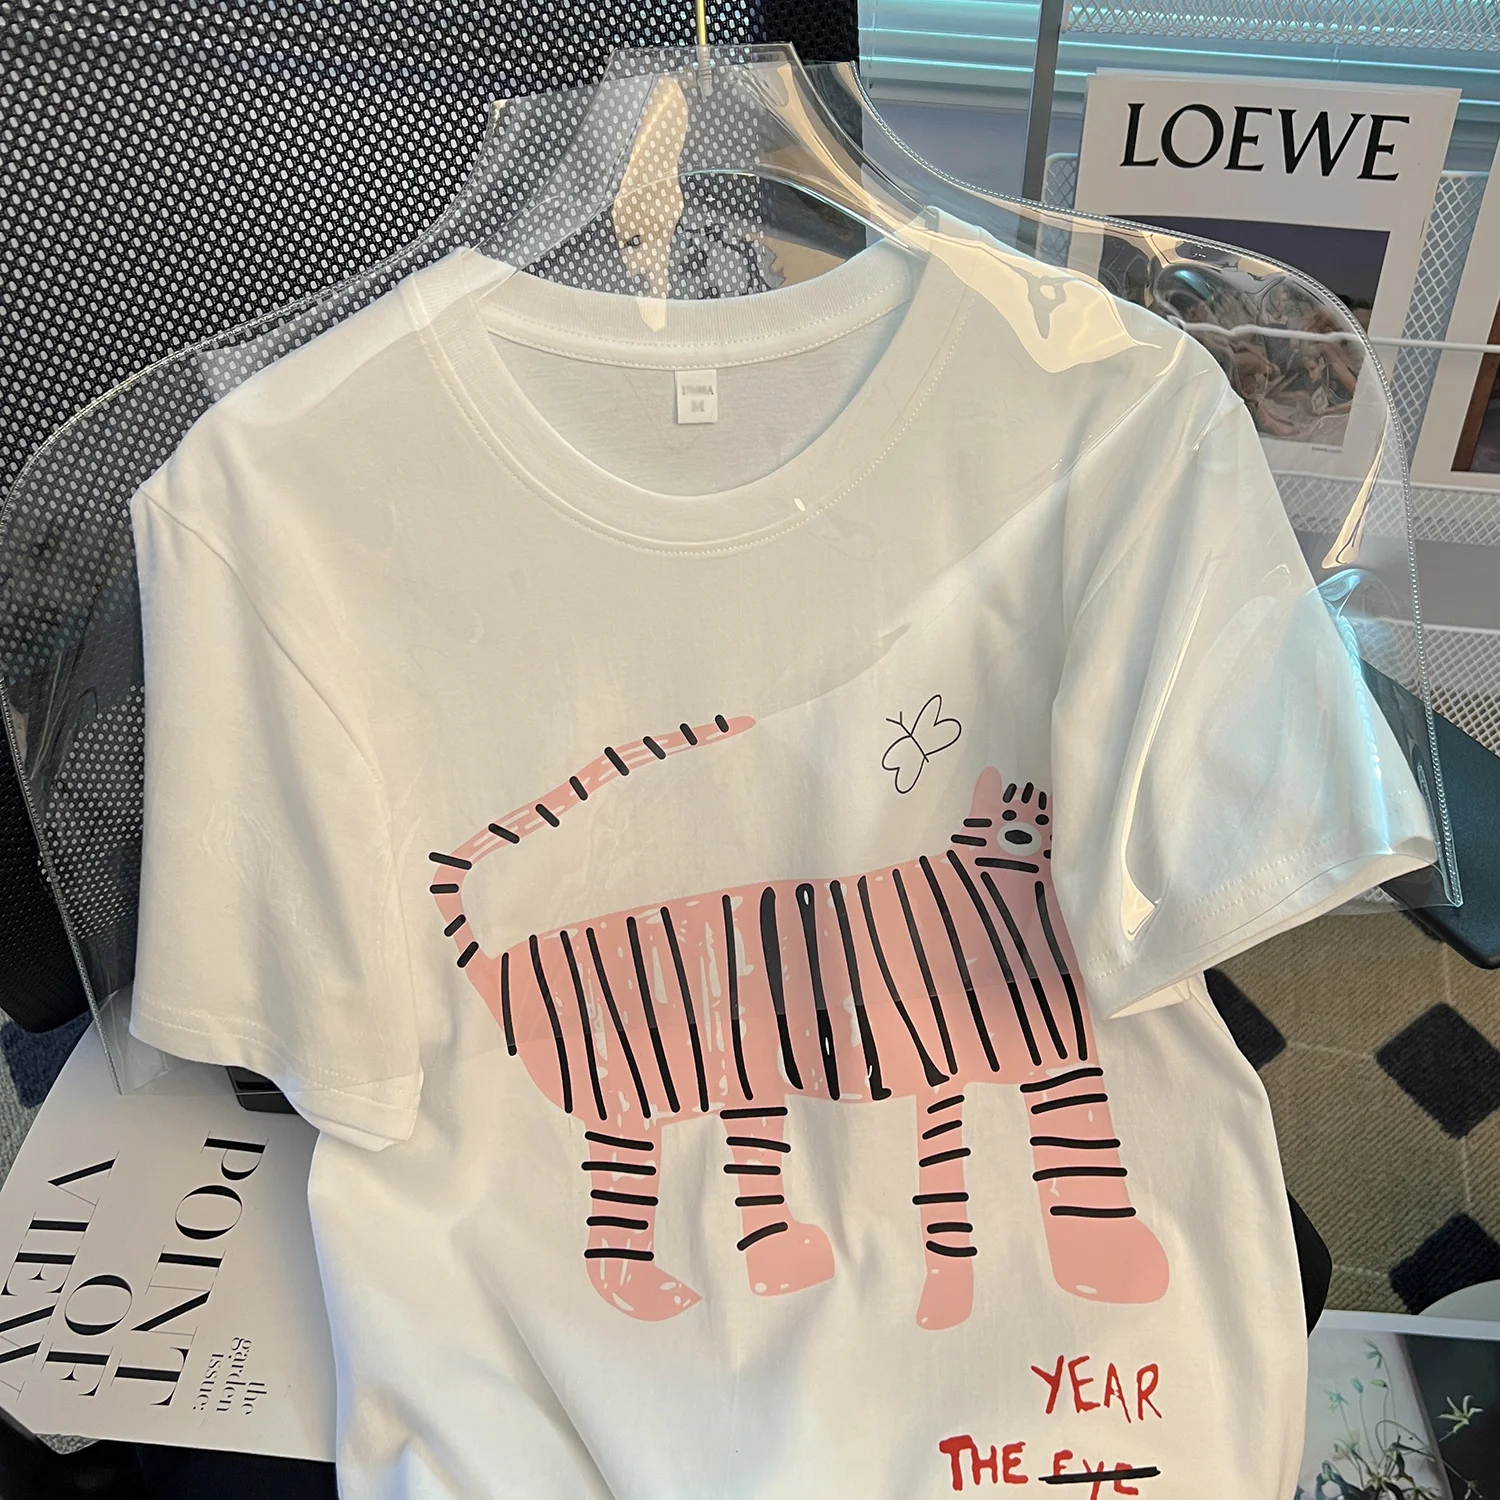 LOEWE
M
POINT
OF
VIEW
the
garden
issue:
YEAR
THE EYE